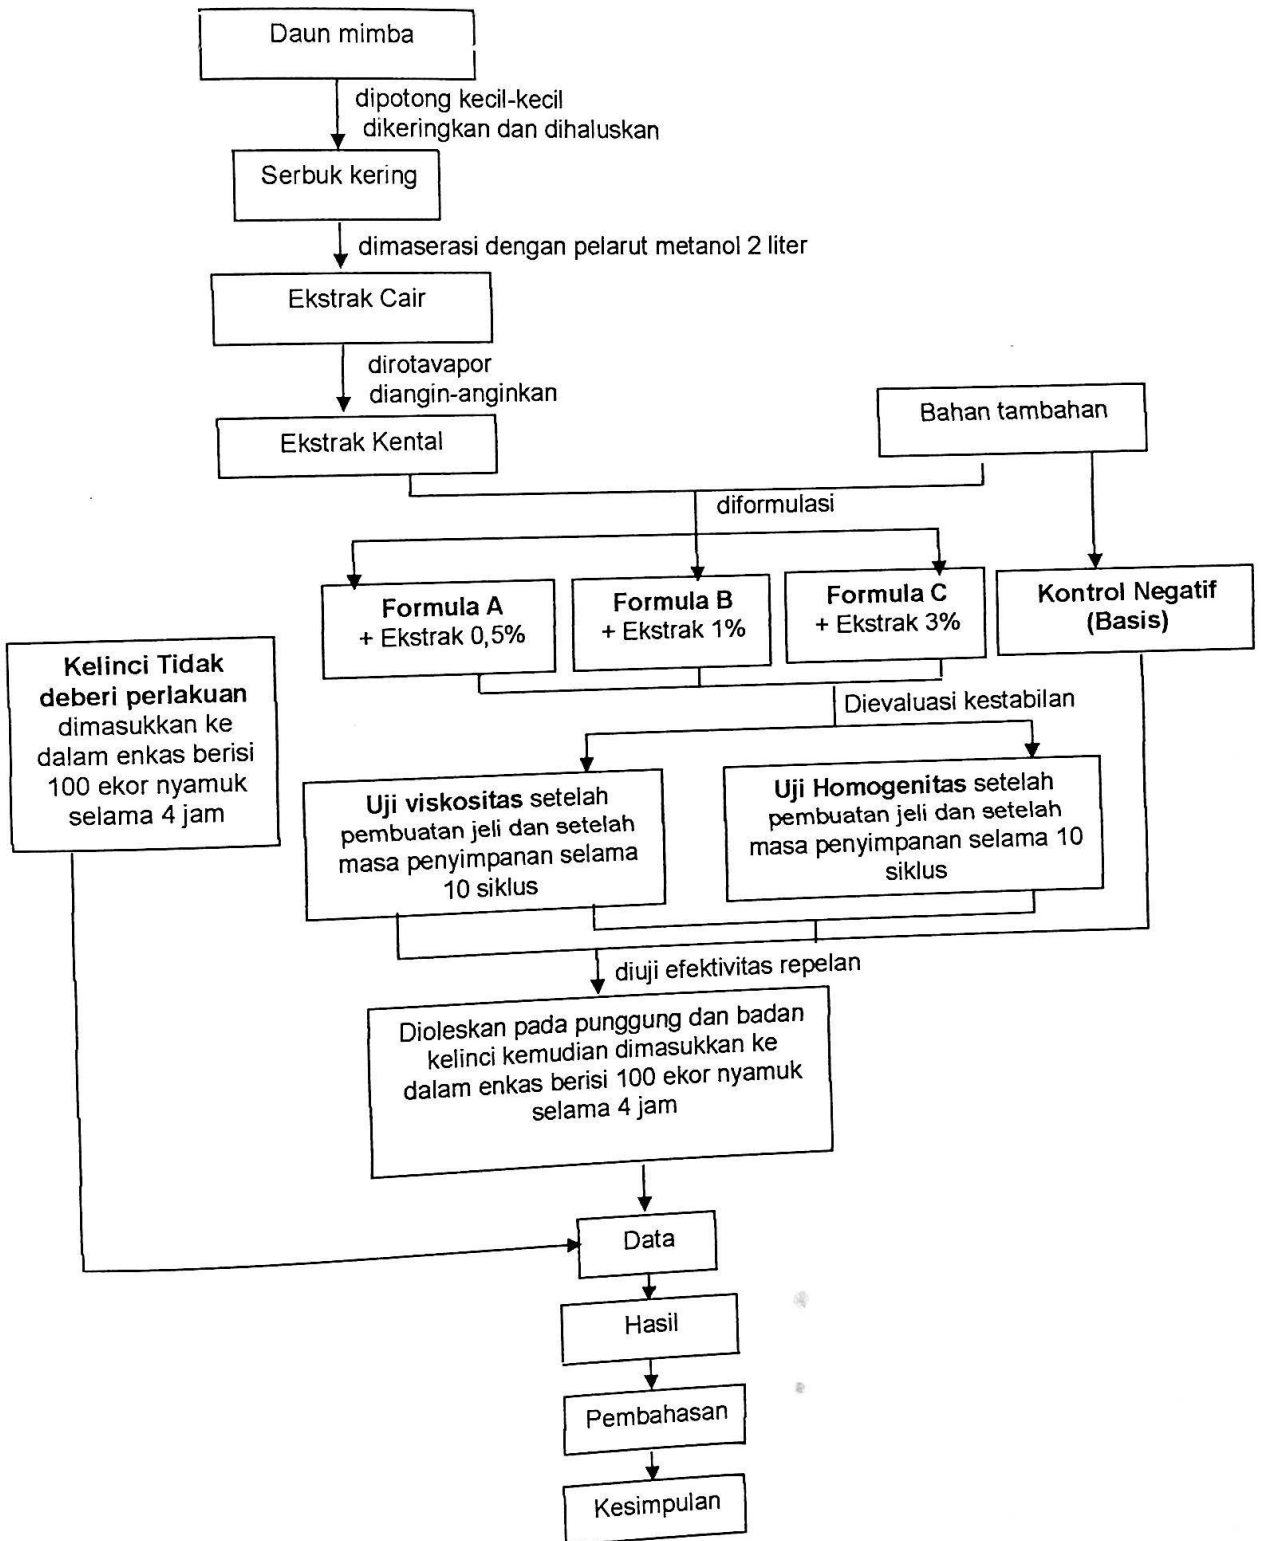 Daun mimba
dipotong kecil-kecil
dikeringkan dan dihaluskan
Serbuk kering
dimaserasi dengan pelarut metanol 2 liter
Ekstrak Cair
dirotavapor
diangin-anginkan
Ekstrak Kental
Bahan tambahan
diformulasi
Formula A
+ Ekstrak 0,5%
Formula B
+ Ekstrak 1%
Formula C
+ Ekstrak 3%
Kontrol Negatif
(Basis)
Kelinci Tidak
deberi perlakuan
dimasukkan ke
dalam enkas berisi
100 ekor nyamuk
selama 4 jam
Dievaluasi kestabilan
Uji viskositas setelah
pembuatan jeli dan setelah
masa penyimpanan selama
10 siklus
Uji Homogenitas setelah
pembuatan jeli dan setelah
masa penyimpanan selama 10
siklus
diuji efektivitas repelan
Dioleskan pada punggung dan badan
kelinci kemudian dimasukkan ke
dalam enkas berisi 100 ekor nyamuk
selama 4 jam
Data
Hasil
Pembahasan
Kesimpulan